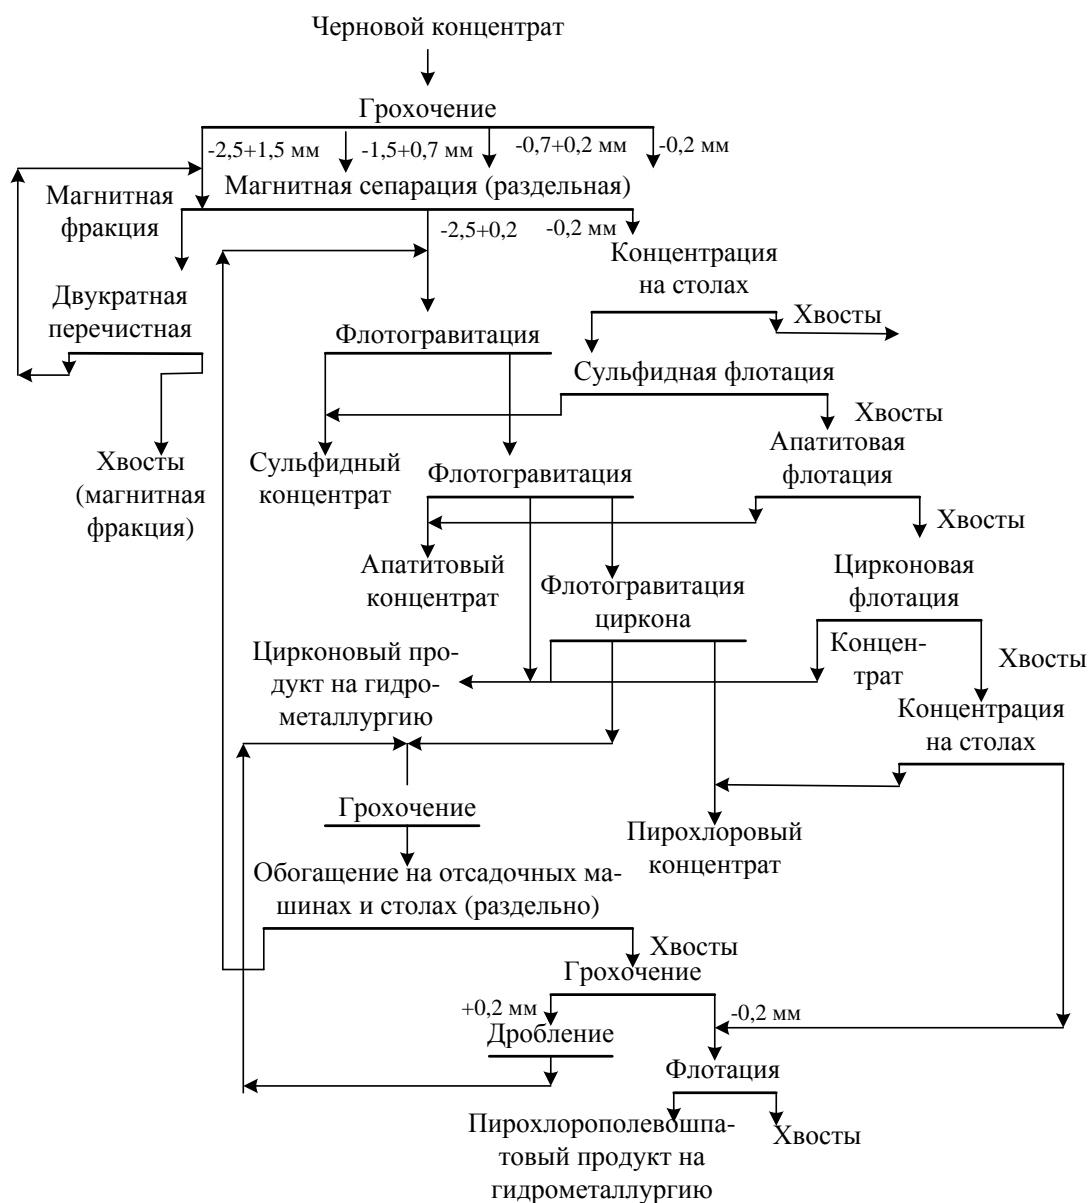 Черновой концентрат
Грохочение
-2,5+1,5 мм
-1,5+0,7 мм
-0,7+0,2 мм
-0,2 мм
Магнитная сепарация (раздельная)
Магнитная
фракция
-2,5+0,2
-0,2 мм
Концентрация
на столах
Двукратная
перечистная
Хвосты
Флотогравитация
Сульфидная флотация
Хвосты
Хвосты
(магнитная
фракция)
Сульфидный
концентрат
Флотогравитация
Апатитовая
флотация
Хвосты
Апатитовый
концентрат
Флотогравитация
циркона
Цирконовая
флотация
Цирконовый про-
дукт на гидро-
металлургию
Концен-
трат
Хвосты
Концентрация
на столах
Грохочение
Пирохлоровый
концентрат
Обогащение на отсадочных ма-
шинах и столах (раздельно)
Хвосты
Грохочение
+0,2 мм
-0,2 мм
Дробление
Флотация
Пирохлорополевошпа-
товый продукт на
гидрометаллургию
Хвосты